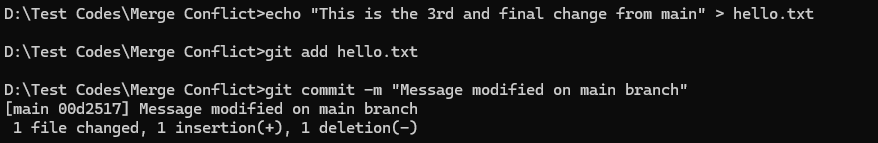 D:\Test Codes\Merge Conflict>echo "This is the 3rd and final change from main" > hello.txt
D:\Test Codes\Merge Conflict>git add hello.txt
D:\Test Codes\Merge Conflict>git commit -m "Message modified on main branch"
[main 00d2517] Message modified on main branch
 1 file changed, 1 insertion(+), 1 deletion(-)